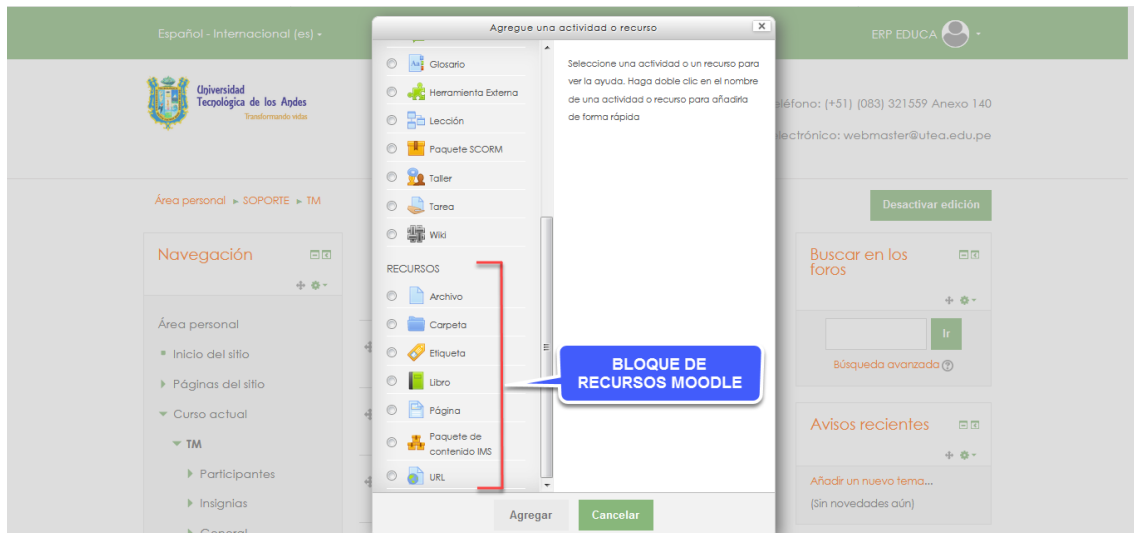 Español - Internacional (es)
Agregue una actividad o recurso
x
ERP EDUCA
Universidad
Tecnológica de los Andes
Transformando vidas
eléfono: (+51) (083) 321559 Anexo 140
lectrónico: webmaster@utea.edu.pe
Glosario
Herramienta Externa
Lección
Paquete SCORM
Taller
Tarea
Wiki
RECURSOS
Archivo
Carpeta
Etiqueta
Libro
Página
Paquete de
contenido IMS
URL
Seleccione una actividad o un recurso para
ver la ayuda. Haga doble clic en el nombre
de una actividad o recurso para añadirla
de forma rápida
BLOQUE DE
RECURSOS MOODLE
Agregar
Cancelar
Área personal ► SOPORTE ► TM
Desactivar edición
Navegación
Área personal
Inicio del sitio
Páginas del sitio
Curso actual
TM
Participantes
Insignias
General
Buscar en los
foros
Ir
Búsqueda avanzada
Avisos recientes
Añadir un nuevo tema...
(Sin novedades aún)